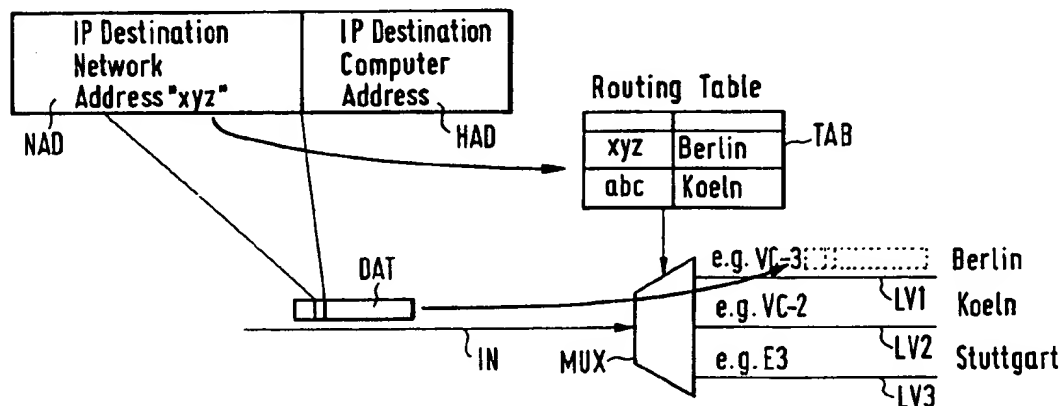 IP Destination
Network
Address "xyz"
IP Destination
Computer
Address
NAD
HAD
Routing Table
xyz Berlin
abc Koeln
TAB
DAT
IN
MUX
e.g. VC-3
Berlin
LV1
e.g. VC-2
Koeln
LV2
e.g. E3
Stuttgart
LV3